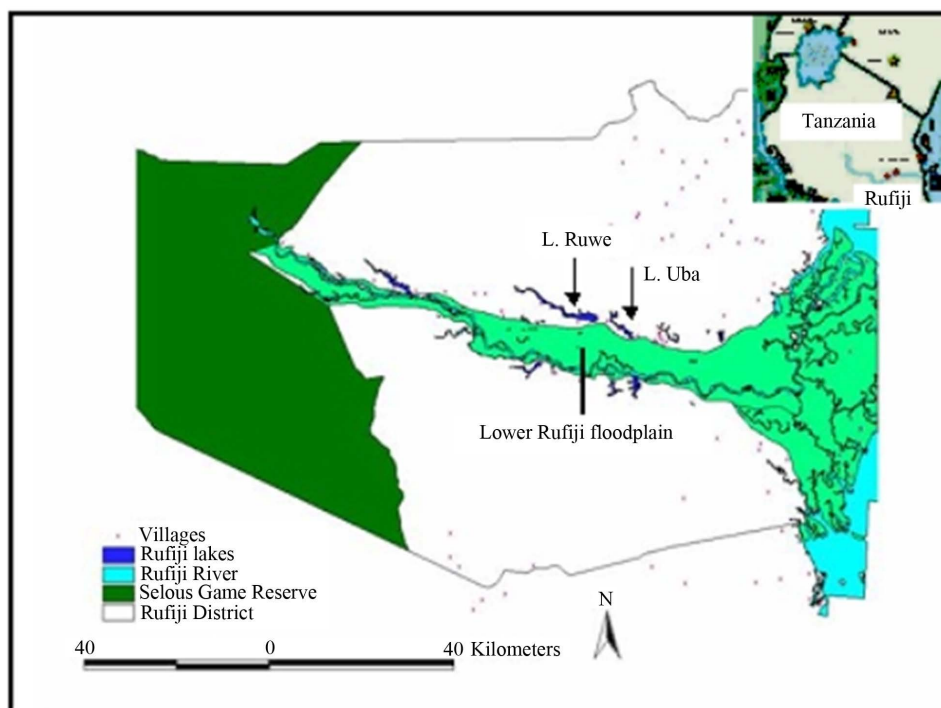 Tanzania
Rufiji
L. Ruwe
L. Uba
Lower Rufiji floodplain
Villages
Rufiji lakes
Rufiji River
Selous Game Reserve
Rufiji District
N
40 0 40 Kilometers